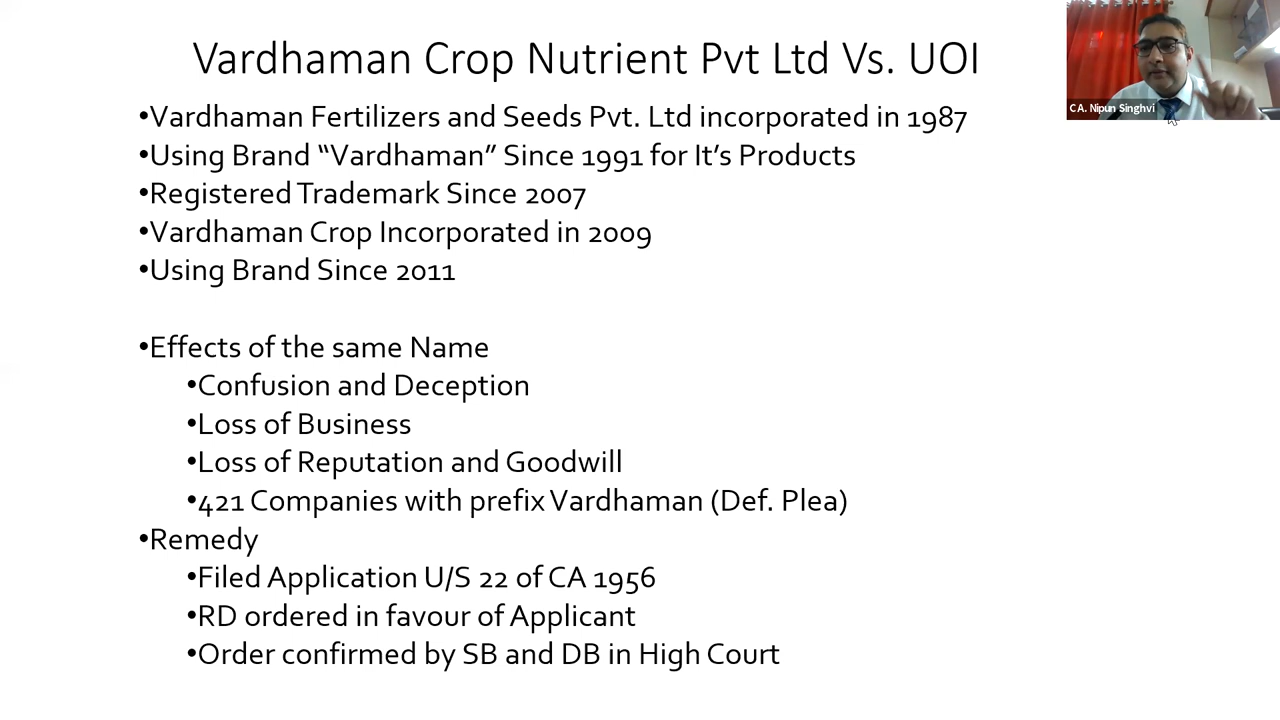 Vardhaman Crop Nutrient Pvt Ltd Vs. UOI
CA. Nipun Singhvi
•Vardhaman Fertilizers and Seeds Pvt. Ltd incorporated in 1987
•Using Brand “Vardhaman” Since 1991 for It’s Products
•Registered Trademark Since 2007
•Vardhaman Crop Incorporated in 2009
•Using Brand Since 2011
•Effects of the same Name
•Confusion and Deception
•Loss of Business
•Loss of Reputation and Goodwill
•421 Companies with prefix Vardhaman (Def. Plea)
•Remedy
•Filed Application U/S 22 of CA 1956
•RD ordered in favour of Applicant
•Order confirmed by SB and DB in High Court